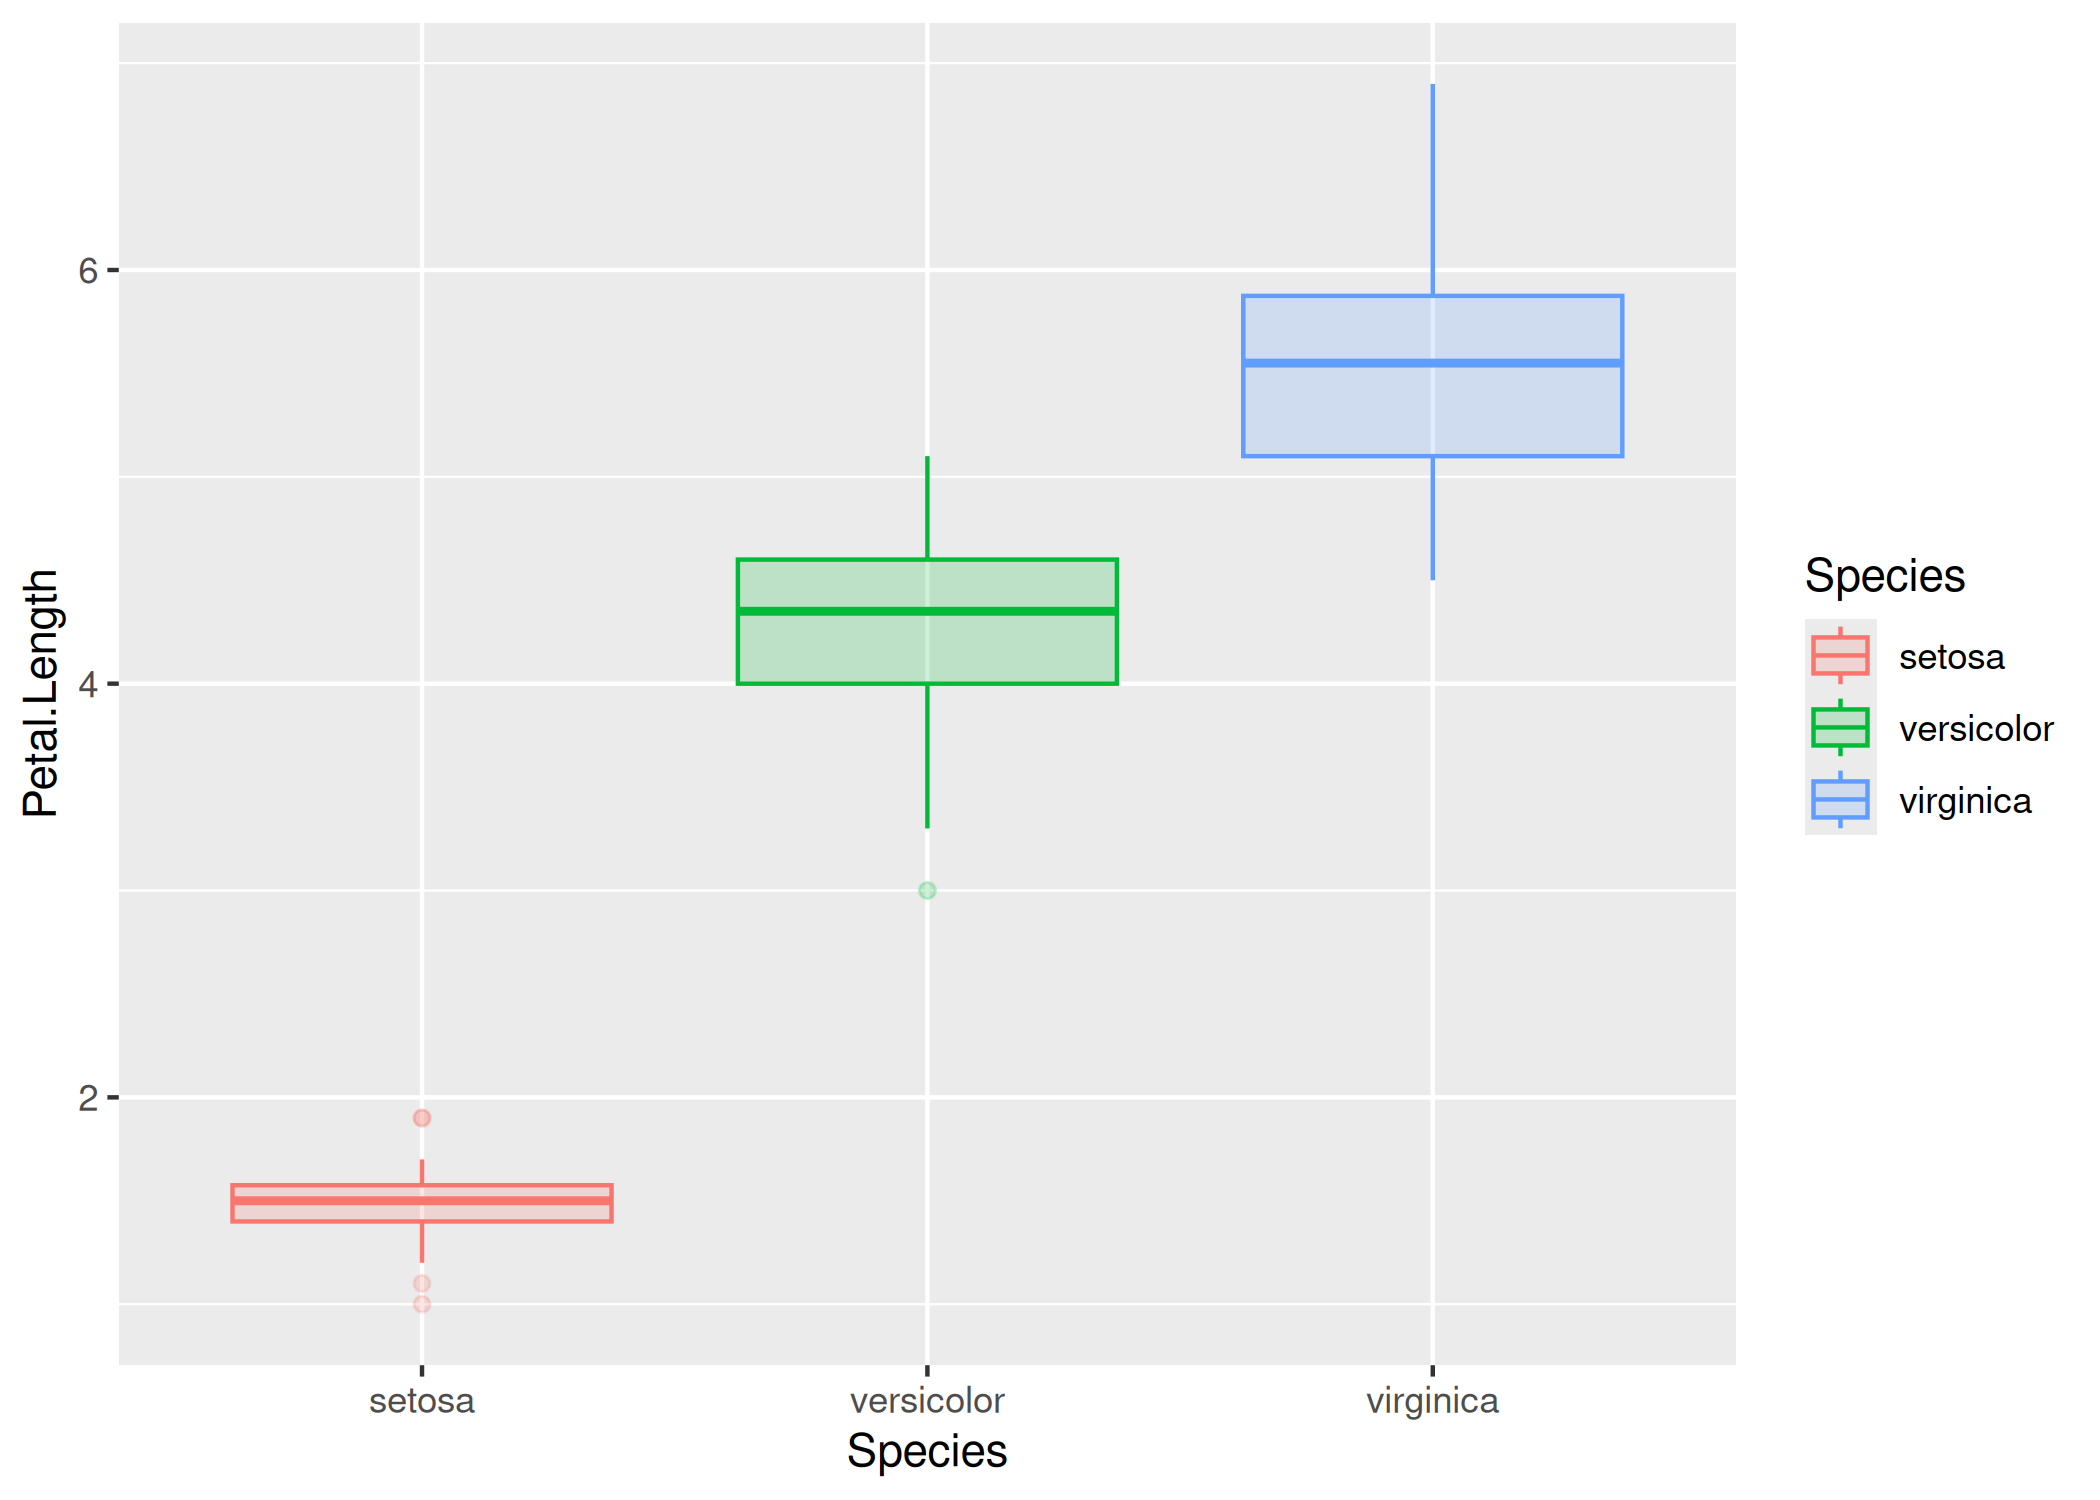 Petal.Length
6
4
2
setosa
versicolor
virginica
Species
Species
setosa
versicolor
virginica